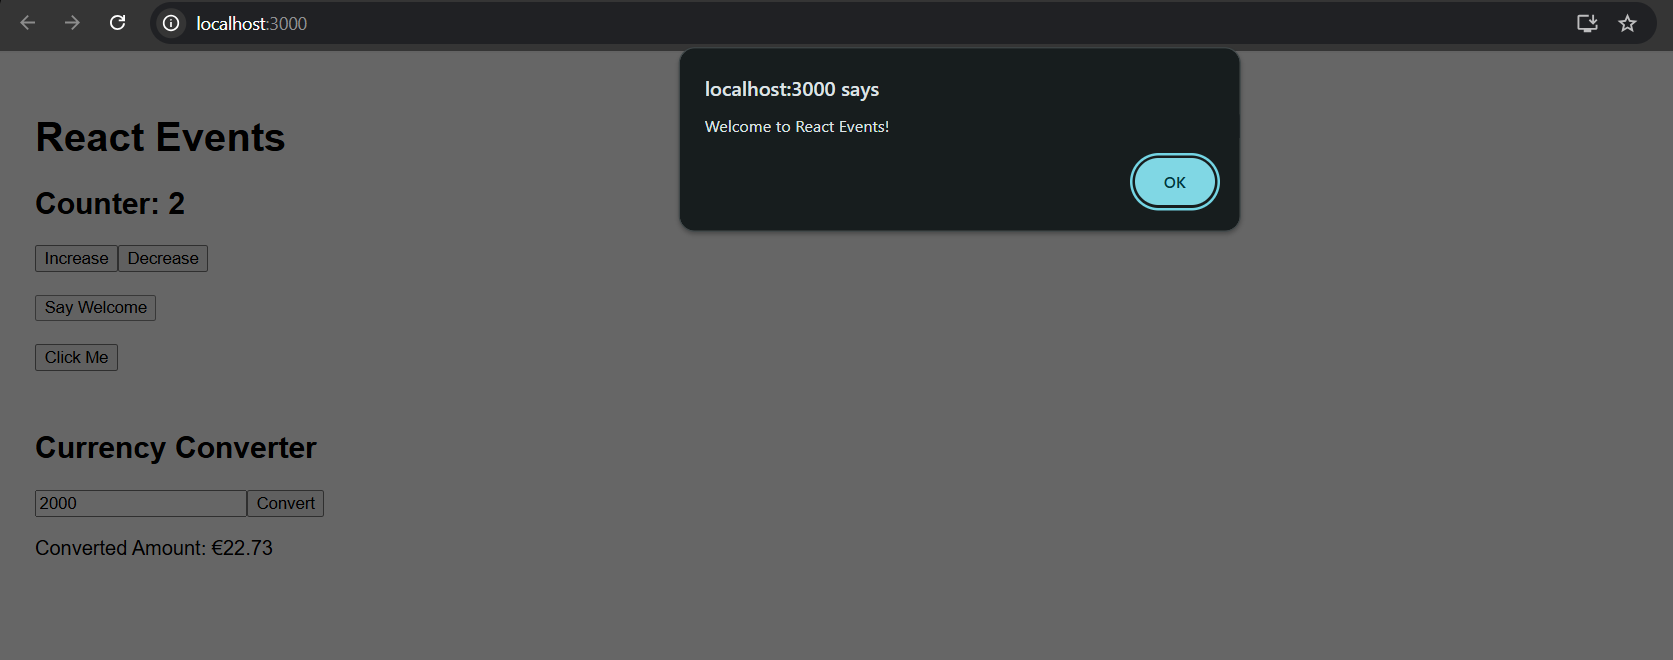 localhost:3000
localhost:3000 says
Welcome to React Events!
OK
React Events
Counter: 2
Increase Decrease
Say Welcome
Click Me
Currency Converter
2000 Convert
Converted Amount: €22.73